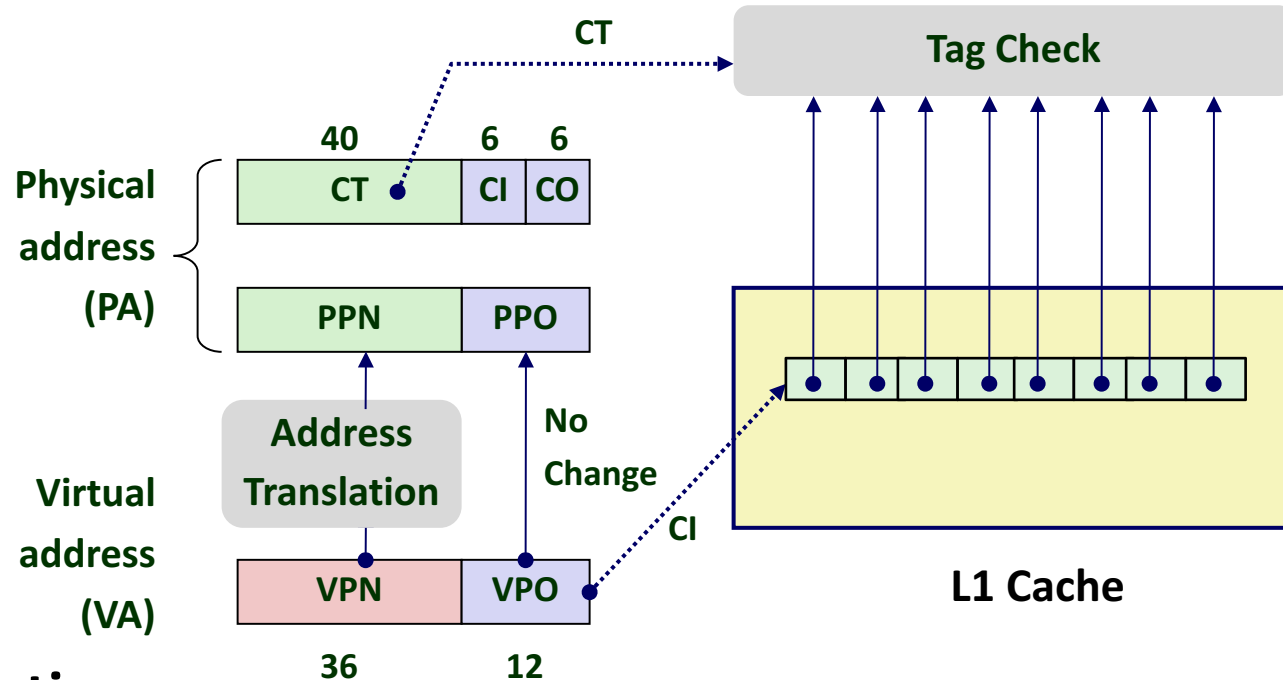 CT
Tag Check
40
6
6
CT
CI
CO
Physical
address
(PA)
PPN
PPO
Address
Translation
No
Change
CI
Virtual
address
(VA)
VPN
VPO
L1 Cache
36
12